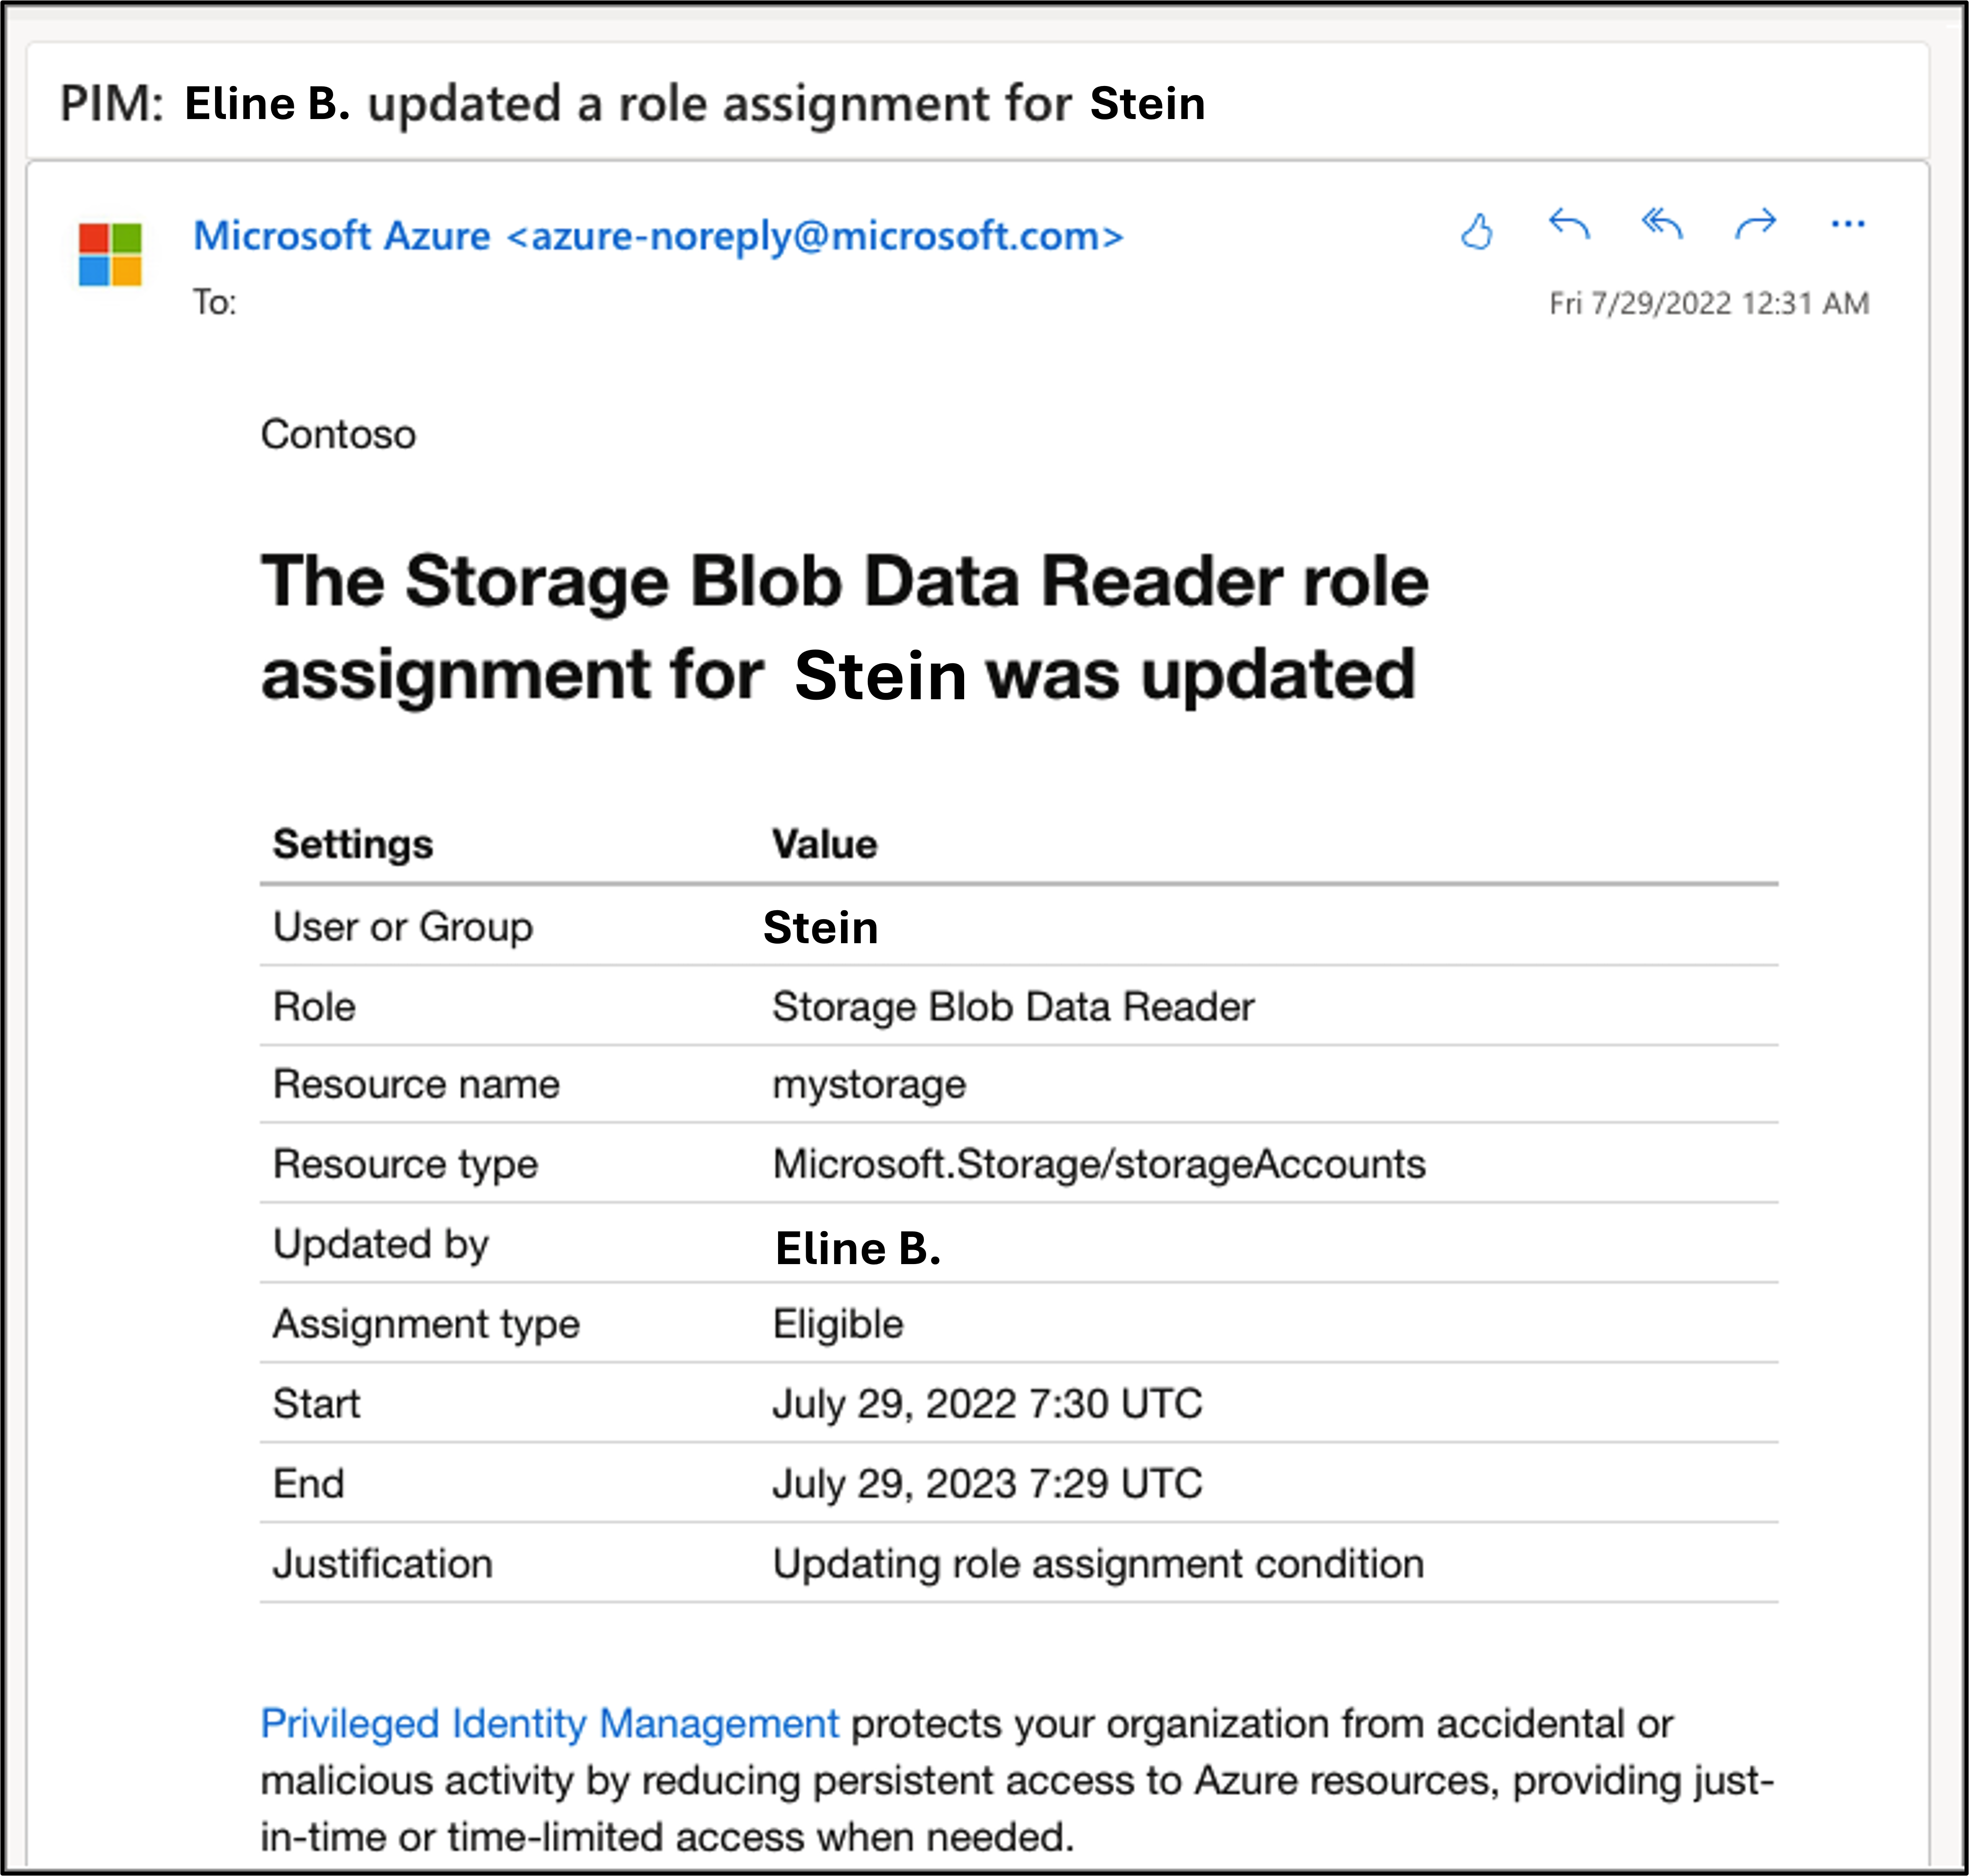 PIM: Eline B. updated a role assignment for Stein
Microsoft Azure <azure-noreply@microsoft.com>
To:
Fri 7/29/2022 12:31 AM
Contoso
The Storage Blob Data Reader role
assignment for Stein was updated
Settings Value
User or Group Stein
Role Storage Blob Data Reader
Resource name mystorage
Resource type Microsoft.Storage/storageAccounts
Updated by Eline B.
Assignment type Eligible
Start July 29, 2022 7:30 UTC
End July 29, 2023 7:29 UTC
Justification Updating role assignment condition
Privileged Identity Management protects your organization from accidental or
malicious activity by reducing persistent access to Azure resources, providing just-
in-time or time-limited access when needed.